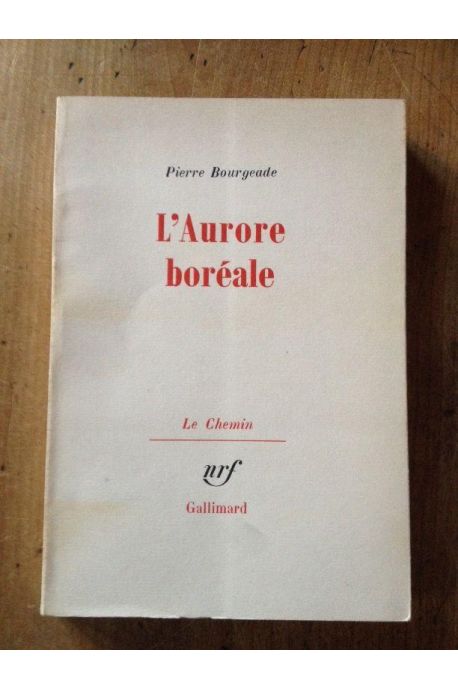 Pierre Bourgeade
L'Aurore
boréale
Le Chemin
nrf
Gallimard